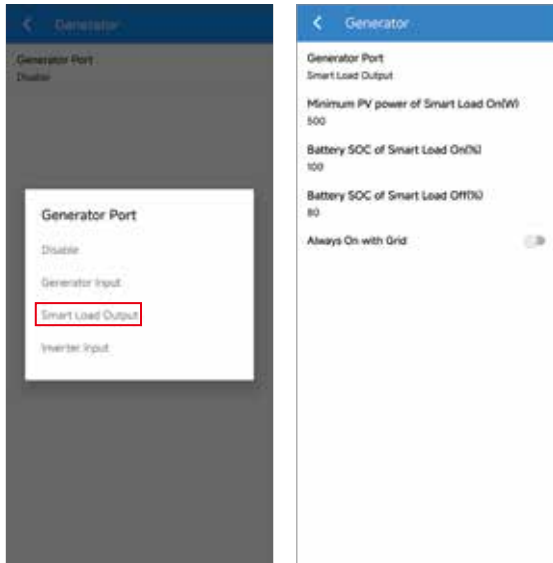 Generator
Generator Port
Disable
Generator Port
Disable
Generator Input
Smart Load Output
Inverter Input
Generator
Generator Port
Smart Load Output
Minimum PV power of Smart Load On(W)
500
Battery SOC of Smart Load On(%)
100
Battery SOC of Smart Load Off(%)
80
Always On with Grid